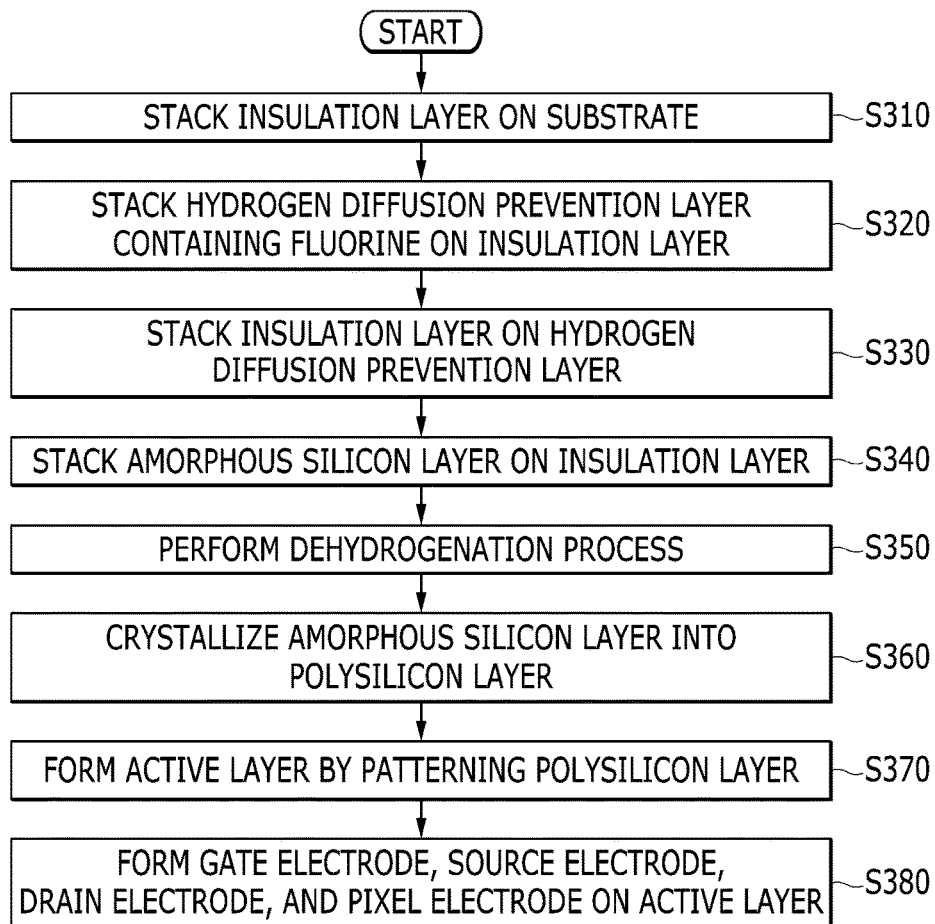 START
STACK INSULATION LAYER ON SUBSTRATE
S310
STACK HYDROGEN DIFFUSION PREVENTION LAYER
CONTAINING FLUORINE ON INSULATION LAYER
S320
STACK INSULATION LAYER ON HYDROGEN
DIFFUSION PREVENTION LAYER
S330
STACK AMORPHOUS SILICON LAYER ON INSULATION LAYER
S340
PERFORM DEHYDROGENATION PROCESS
S350
CRYSTALLIZE AMORPHOUS SILICON LAYER INTO
POLYSILICON LAYER
S360
FORM ACTIVE LAYER BY PATTERNING POLYSILICON LAYER
S370
FORM GATE ELECTRODE, SOURCE ELECTRODE,
DRAIN ELECTRODE, AND PIXEL ELECTRODE ON ACTIVE LAYER
S380